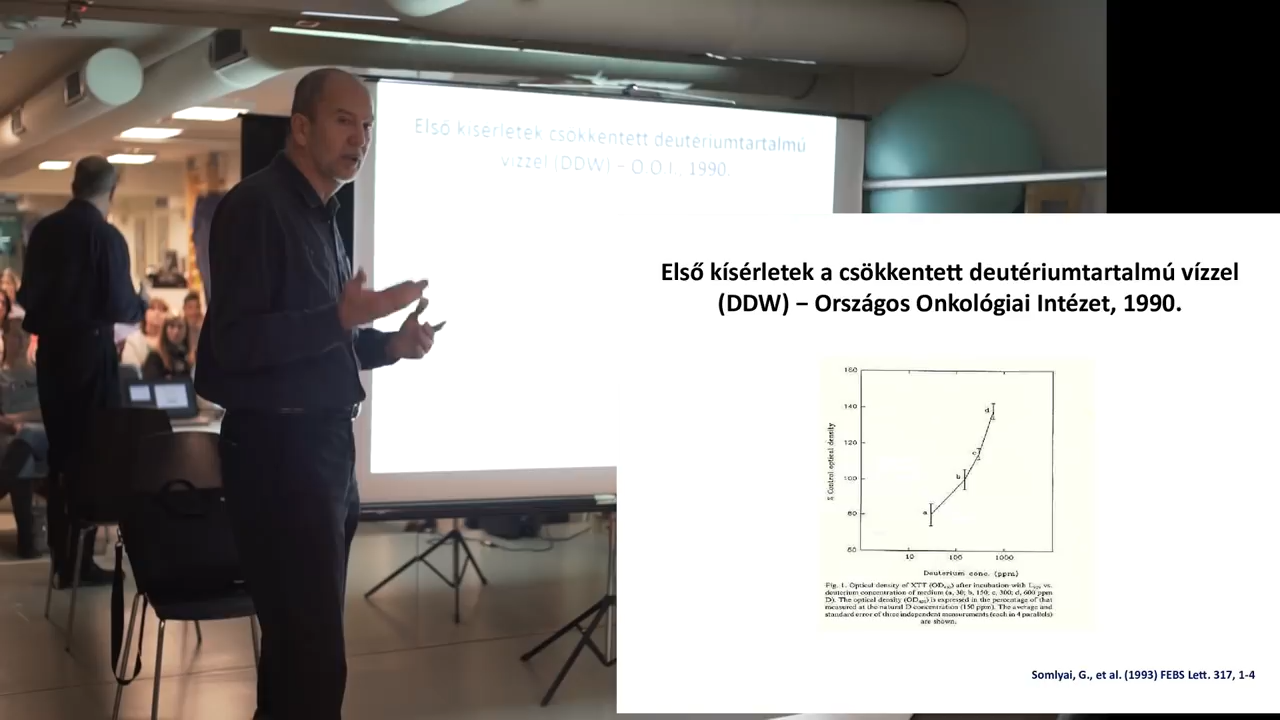 Első kísérletek csökkentett deutériumtartalmú
vízzel (DDW) – O.O.I., 1990.
Első kísérletek a csökkentett deutériumtartalmú vízzel
(DDW) – Országos Onkológiai Intézet, 1990.
160
140
120
100
80
60
% Control optical density
a
b
c
d
10
100
1000
Deuterium conc. (ppm)
Fig. 1. Optical density of XTT (OD₄₅₀) after incubation with L₉₂₉ vs.
deuterium concentration of medium (a, 30; b, 150; c, 300; d, 600 ppm
D). The optical density (OD₄₅₀) is expressed in the percentage of that
measured at the natural D concentration (150 ppm). The average and
standard error of three independent measurements (each in 4 parallels)
are shown.
Somlyai, G., et al. (1993) FEBS Lett. 317, 1-4